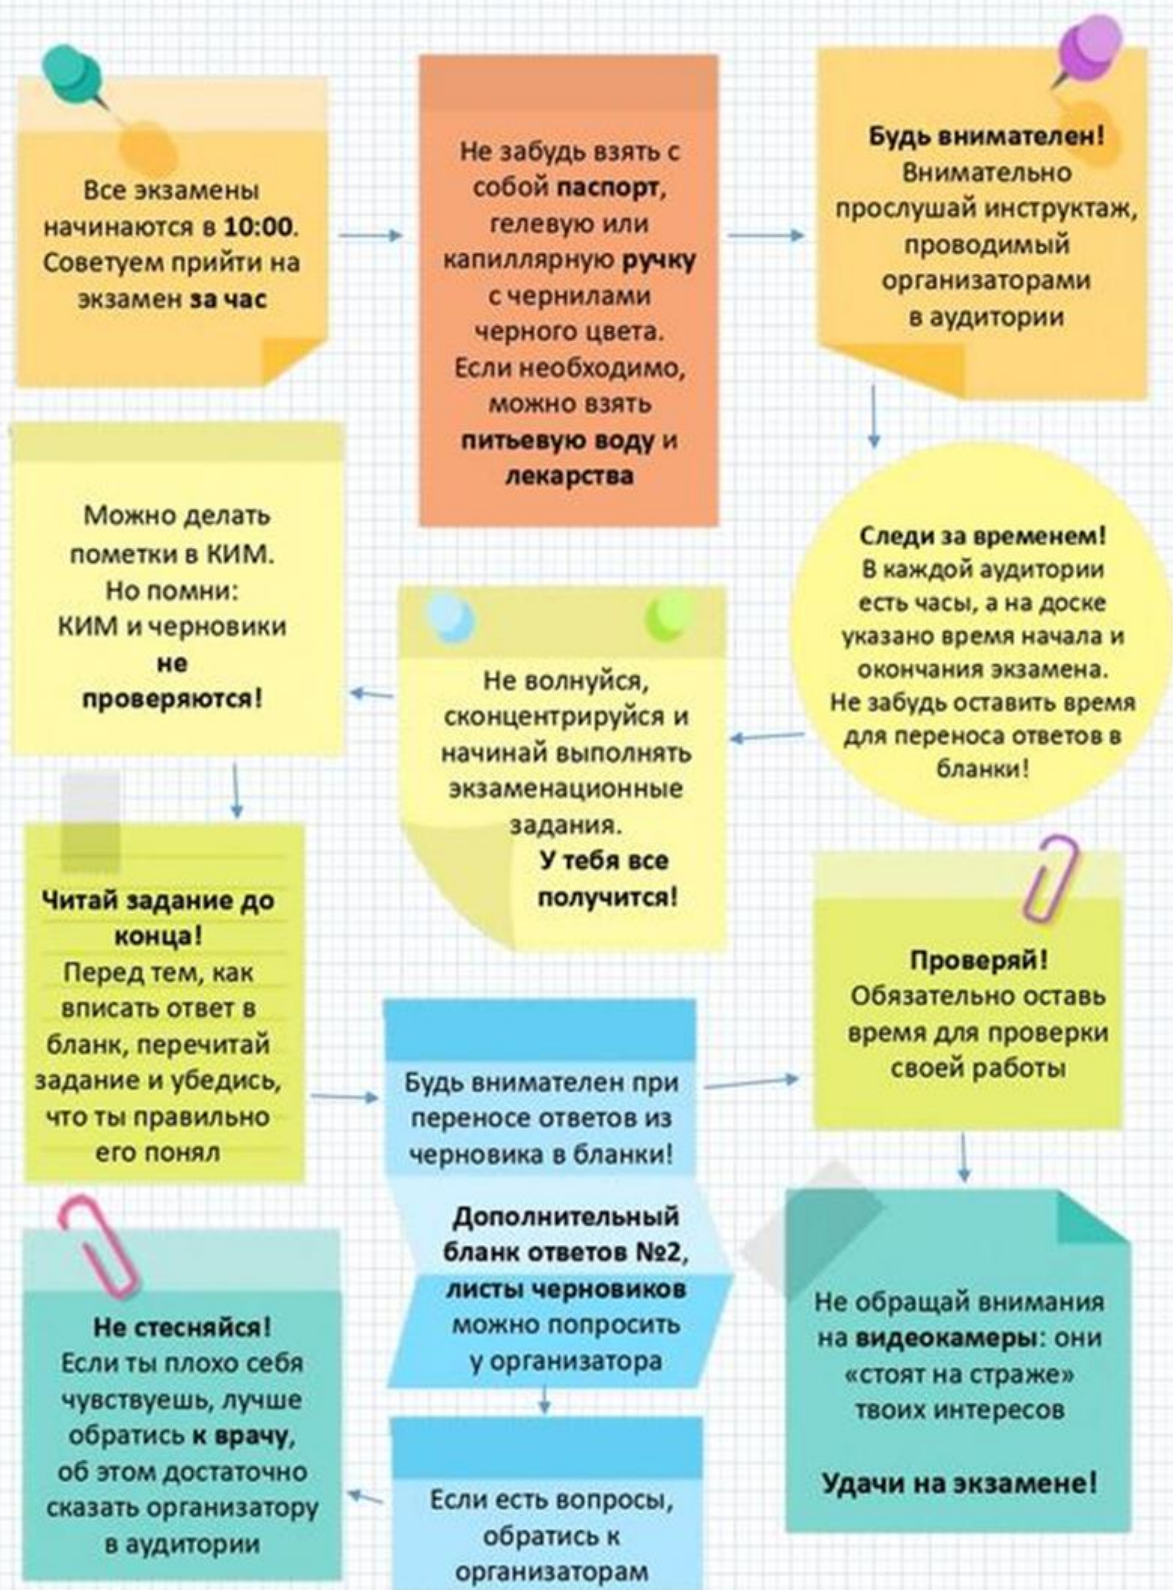 Все экзамены
начинаются в 10:00.
Советуем прийти на
экзамен за час
Не забудь взять с
собой паспорт,
гелевую или
капиллярную ручку
с чернилами
черного цвета.
Если необходимо,
можно взять
питьевую воду и
лекарства
Будь внимателен!
Внимательно
прослушай инструктаж,
проводимый
организаторами
в аудитории
Следи за временем!
В каждой аудитории
есть часы, а на доске
указано время начала и
окончания экзамена.
Не забудь оставить время
для переноса ответов в
бланки!
Не волнуйся,
сконцентрируйся и
начинай выполнять
экзаменационные
задания.
У тебя все
получится!
Можно делать
пометки в КИМ.
Но помни:
КИМ и черновики
не
проверяются!
Читай задание до
конца!
Перед тем, как
вписать ответ в
бланк, перечитай
задание и убедись,
что ты правильно
его понял
Будь внимателен при
переносе ответов из
черновика в бланки!
Дополнительный
бланк ответов №2,
листы черновиков
можно попросить
у организатора
Если есть вопросы,
обратись к
организаторам
Не стесняйся!
Если ты плохо себя
чувствуешь, лучше
обратись к врачу,
об этом достаточно
сказать организатору
в аудитории
Проверяй!
Обязательно оставь
время для проверки
своей работы
Не обращай внимания
на видеокамеры: они
«стоят на страже»
твоих интересов
Удачи на экзамене!